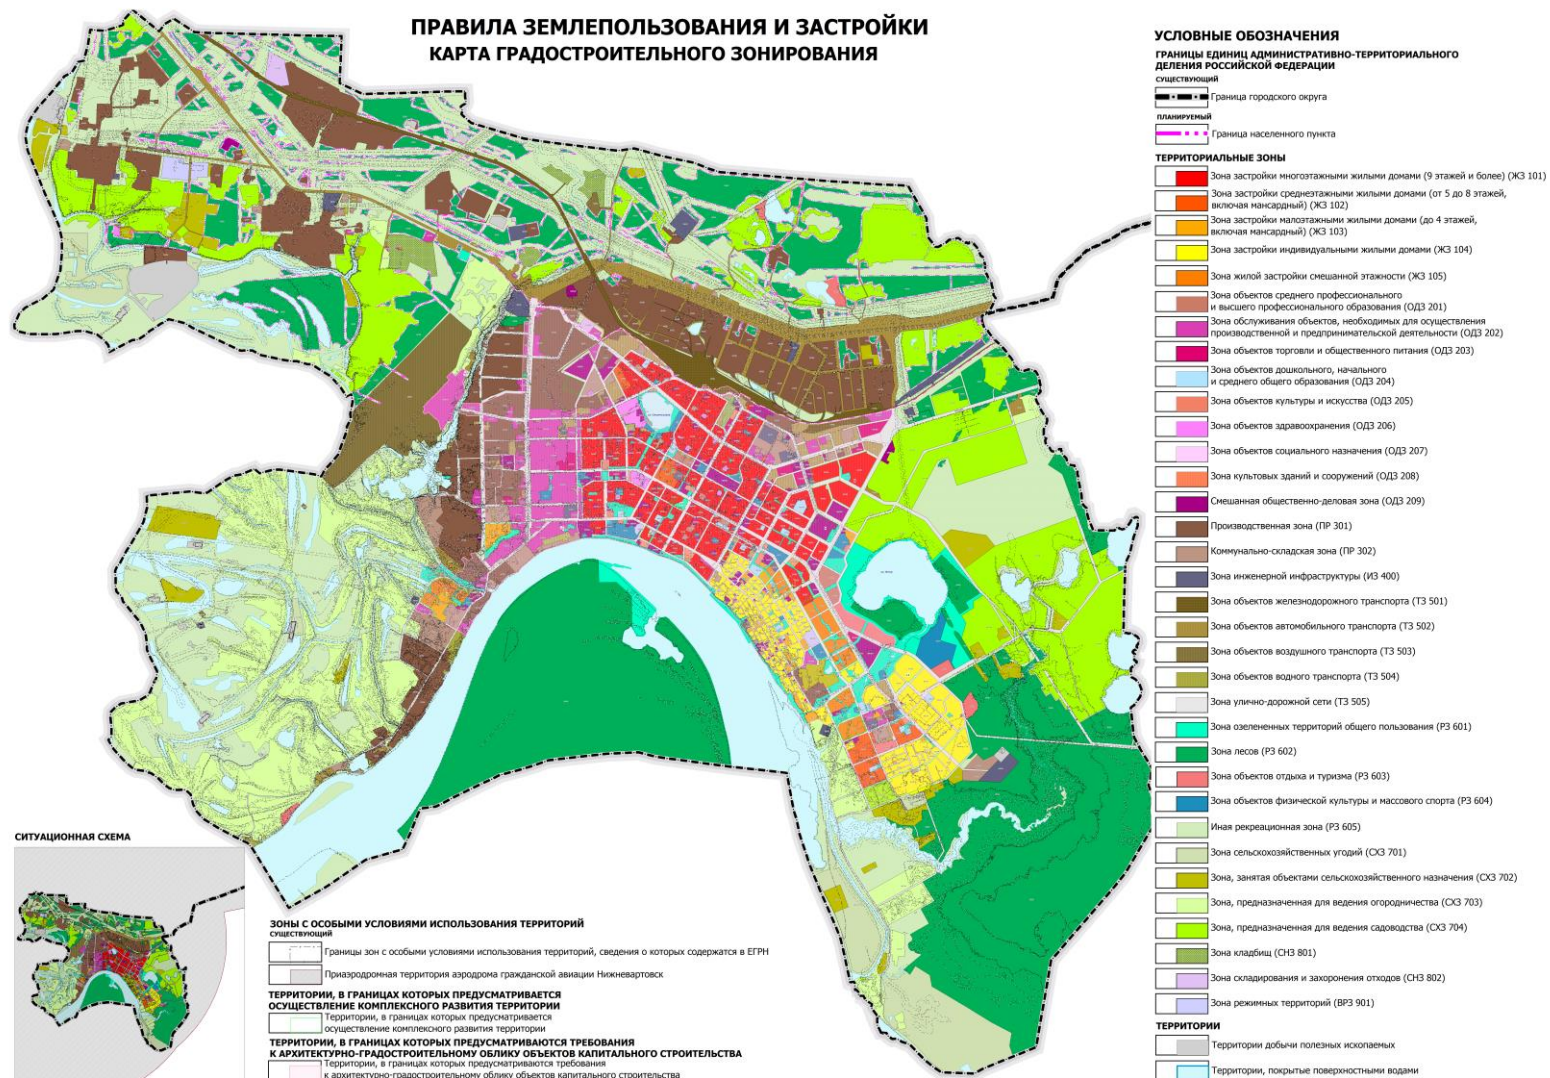 ПРАВИЛА ЗЕМЛЕПОЛЬЗОВАНИЯ И ЗАСТРОЙКИ
КАРТА ГРАДОСТРОИТЕЛЬНОГО ЗОНИРОВАНИЯ
УСЛОВНЫЕ ОБОЗНАЧЕНИЯ
ГРАНИЦЫ ЕДИНИЦ АДМИНИСТРАТИВНО-ТЕРРИТОРИАЛЬНОГО
ДЕЛЕНИЯ РОССИЙСКОЙ ФЕДЕРАЦИИ
СУЩЕСТВУЮЩИЙ
Граница городского округа
ПЛАНИРУЕМЫЙ
Граница населенного пункта
ТЕРРИТОРИАЛЬНЫЕ ЗОНЫ
Зона застройки многоэтажными жилыми домами (9 этажей и более) (ЖЗ 101)
Зона застройки среднеэтажными жилыми домами (от 5 до 8 этажей,
включая мансардный) (ЖЗ 102)
Зона застройки малоэтажными жилыми домами (до 4 этажей,
включая мансардный) (ЖЗ 103)
Зона застройки индивидуальными жилыми домами (ЖЗ 104)
Зона жилой застройки смешанной этажности (ЖЗ 105)
Зона объектов среднего профессионального
и высшего профессионального образования (ОДЗ 201)
Зона обслуживания объектов, необходимых для осуществления
производственной и предпринимательской деятельности (ОДЗ 202)
Зона объектов торговли и общественного питания (ОДЗ 203)
Зона объектов дошкольного, начального
и среднего общего образования (ОДЗ 204)
Зона объектов культуры и искусства (ОДЗ 205)
Зона объектов здравоохранения (ОДЗ 206)
Зона объектов социального назначения (ОДЗ 207)
Зона культовых зданий и сооружений (ОДЗ 208)
Смешанная общественно-деловая зона (ОДЗ 209)
Производственная зона (ПР 301)
Коммунально-складская зона (ПР 302)
Зона инженерной инфраструктуры (ИЗ 400)
Зона объектов железнодорожного транспорта (ТЗ 501)
Зона объектов автомобильного транспорта (ТЗ 502)
Зона объектов воздушного транспорта (ТЗ 503)
Зона объектов водного транспорта (ТЗ 504)
Зона улично-дорожной сети (ТЗ 505)
Зона озелененных территорий общего пользования (РЗ 601)
Зона лесов (РЗ 602)
Зона объектов отдыха и туризма (РЗ 603)
Зона объектов физической культуры и массового спорта (РЗ 604)
Иная рекреационная зона (РЗ 605)
Зона сельскохозяйственных угодий (СХЗ 701)
Зона, занятая объектами сельскохозяйственного назначения (СХЗ 702)
Зона, предназначенная для ведения огородничества (СХЗ 703)
Зона, предназначенная для ведения садоводства (СХЗ 704)
Зона кладбищ (СНЗ 801)
Зона складирования и захоронения отходов (СНЗ 802)
Зона режимных территорий (ВРЗ 901)
ТЕРРИТОРИИ
Территории добычи полезных ископаемых
Территории, покрытые поверхностными водами
СИТУАЦИОННАЯ СХЕМА
ЗОНЫ С ОСОБЫМИ УСЛОВИЯМИ ИСПОЛЬЗОВАНИЯ ТЕРРИТОРИЙ
СУЩЕСТВУЮЩИЙ
Границы зон с особыми условиями использования территорий, сведения о которых содержатся в ЕГРН
Приаэродромная территория аэродрома гражданской авиации Нижневартовск
ТЕРРИТОРИИ, В ГРАНИЦАХ КОТОРЫХ ПРЕДУСМАТРИВАЕТСЯ
ОСУЩЕСТВЛЕНИЕ КОМПЛЕКСНОГО РАЗВИТИЯ ТЕРРИТОРИИ
Территории, в границах которых предусматривается
осуществление комплексного развития территории
ТЕРРИТОРИИ, В ГРАНИЦАХ КОТОРЫХ ПРЕДУСМАТРИВАЮТСЯ ТРЕБОВАНИЯ
К АРХИТЕКТУРНО-ГРАДОСТРОИТЕЛЬНОМУ ОБЛИКУ ОБЪЕКТОВ КАПИТАЛЬНОГО СТРОИТЕЛЬСТВА
Территории, в границах которых предусматриваются требования
к архитектурно-градостроительному облику объектов капитального строительства